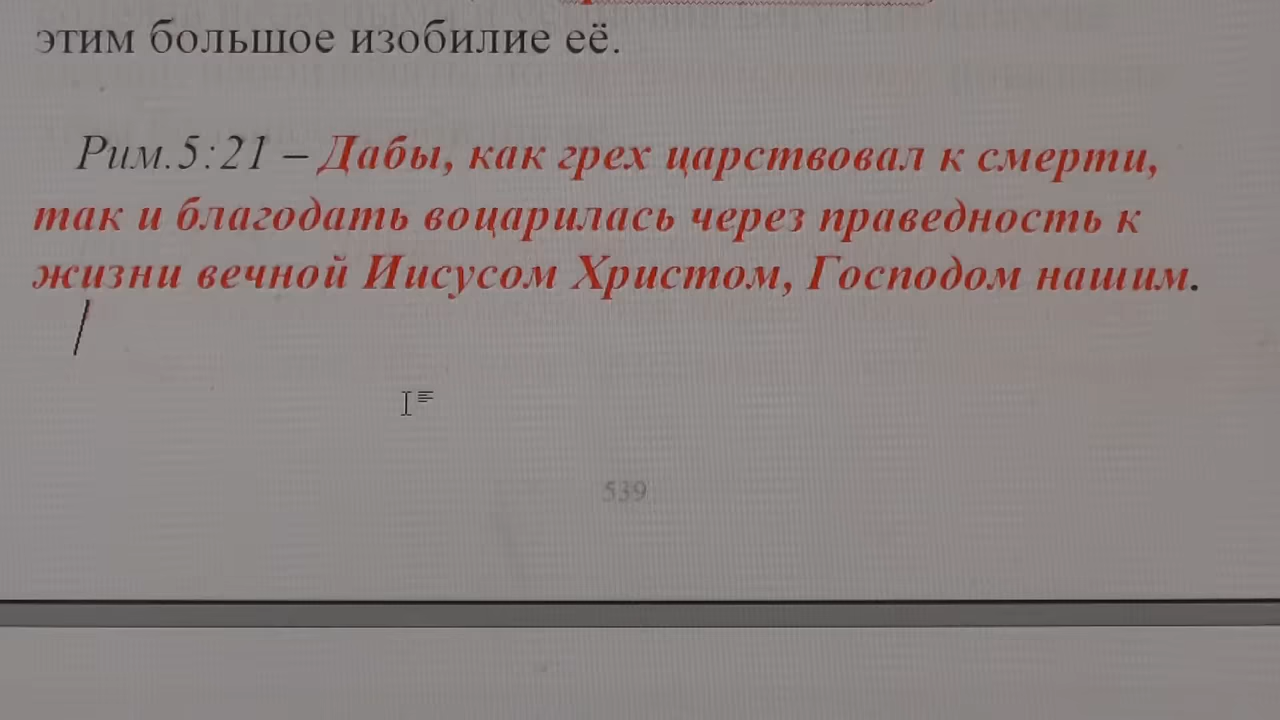 этим большое изобилие её.
Рим.5:21 – Дабы, как грех царствовал к смерти,
так и благодать воцарилась через праведность к
жизни вечной Иисусом Христом, Господом нашим.
539